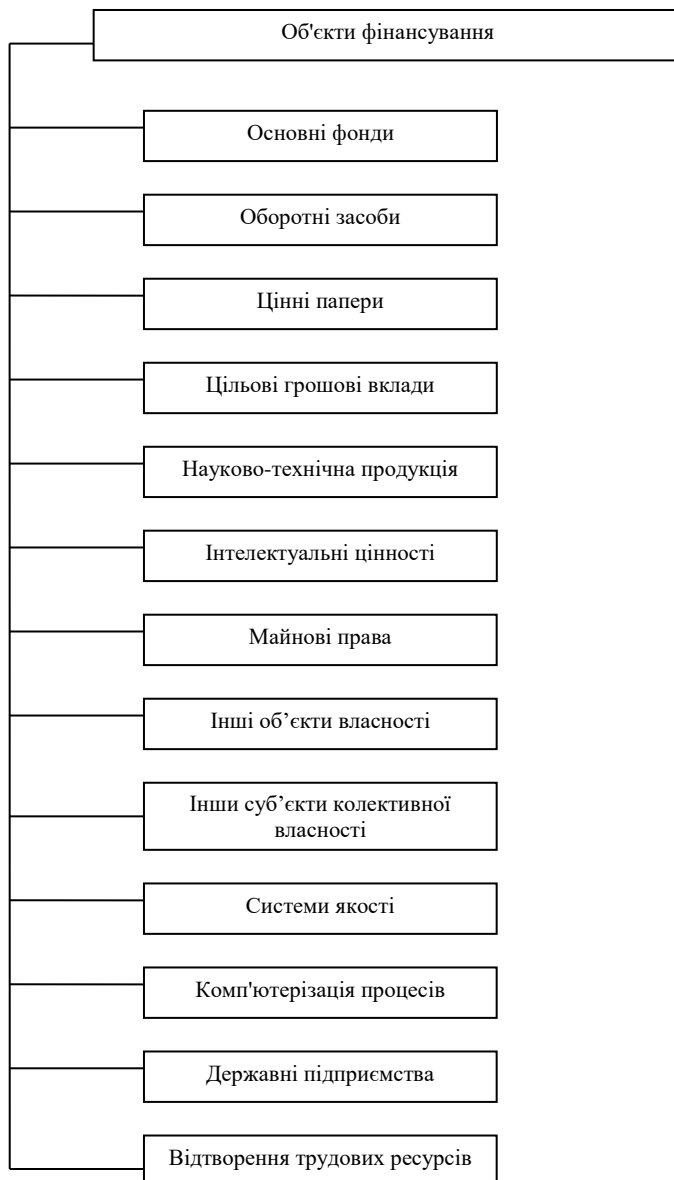 Об'єкти фінансування
Основні фонди
Оборотні засоби
Цінні папери
Цільові грошові вклади
Науково-технічна продукція
Інтелектуальні цінності
Майнові права
Інші об’єкти власності
Інши суб’єкти колективної
власності
Системи якості
Комп'ютерізація процесів
Державні підприємства
Відтворення трудових ресурсів